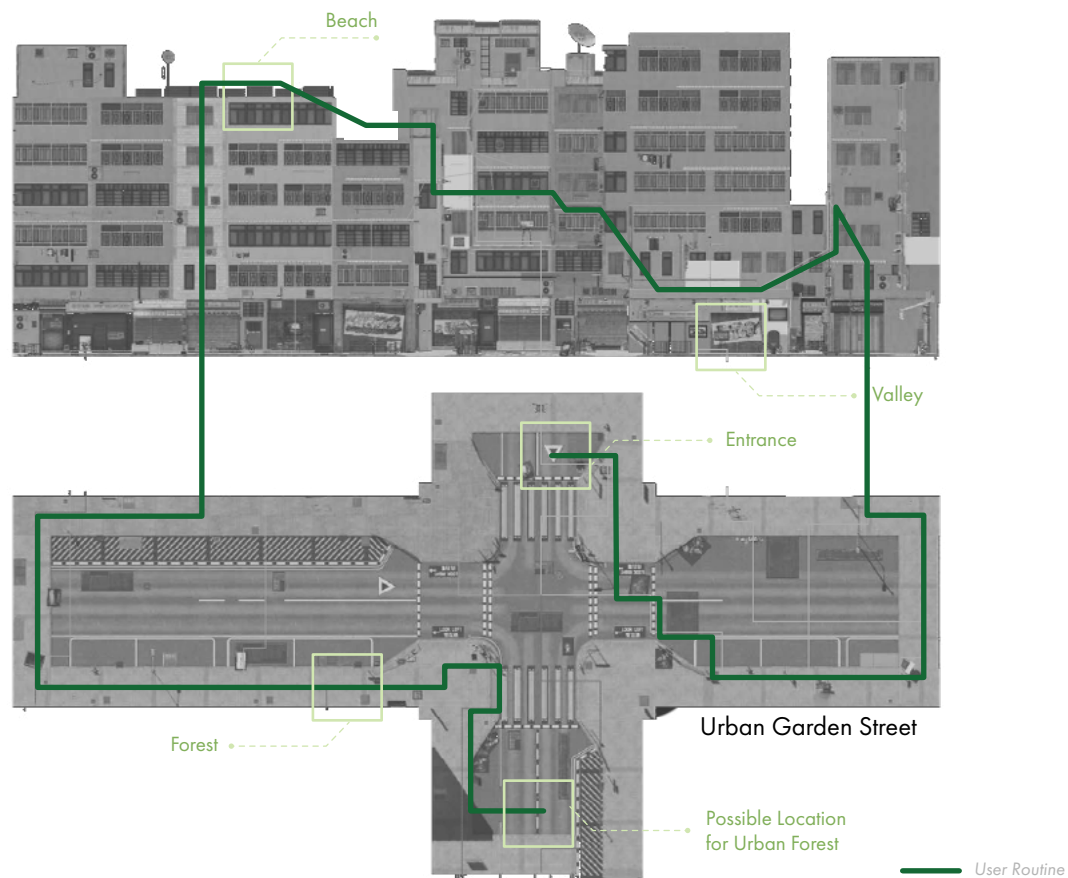 Beach
Valley
Entrance
Urban Garden Street
Forest
Possible Location
for Urban Forest
User Routine